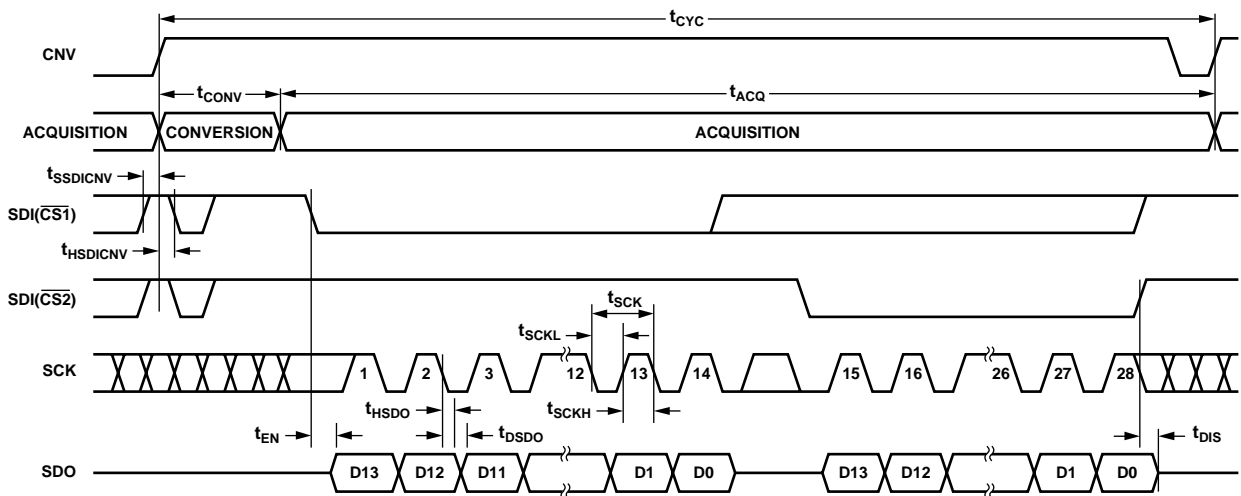 tCYC
CNV
tCONV
tACQ
ACQUISITION CONVERSION ACQUISITION
tSSDICNV
SDI(CS1)
tHSDICNV
SDI(CS2)
tSCK
tSCKL
SCK 1 2 3 12 13 14 15 16 26 27 28
tHSDO tSCKH
tEN tDSDO tDIS
SDO D13 D12 D11 D1 D0 D13 D12 D1 D0